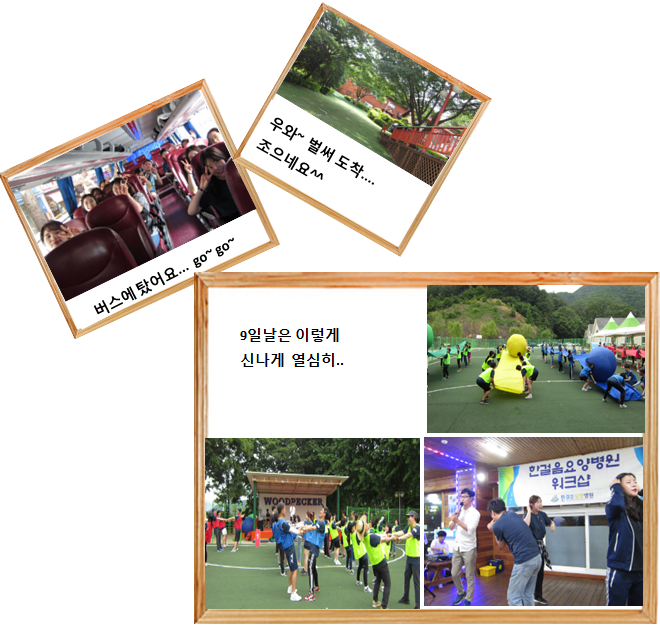 우와~ 벌써 도착....
조으네요^^
버스에 탔어요... go~ go~
9일날은 이렇게
신나게 열심히..
WOODPECKER
한걸음요양병원
워크샵